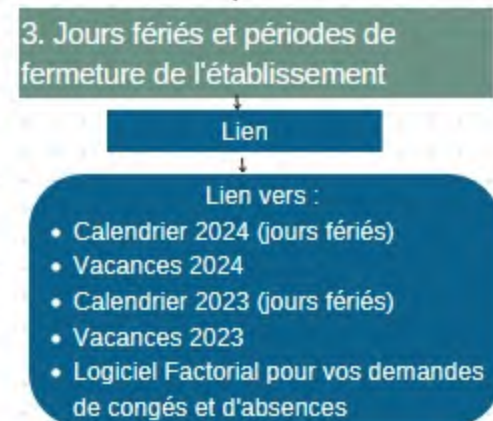 3. Jours fériés et périodes de
fermeture de l'établissement
Lien
Lien vers :
• Calendrier 2024 (jours fériés)
• Vacances 2024
• Calendrier 2023 (jours fériés)
• Vacances 2023
• Logiciel Factorial pour vos demandes
de congés et d'absences